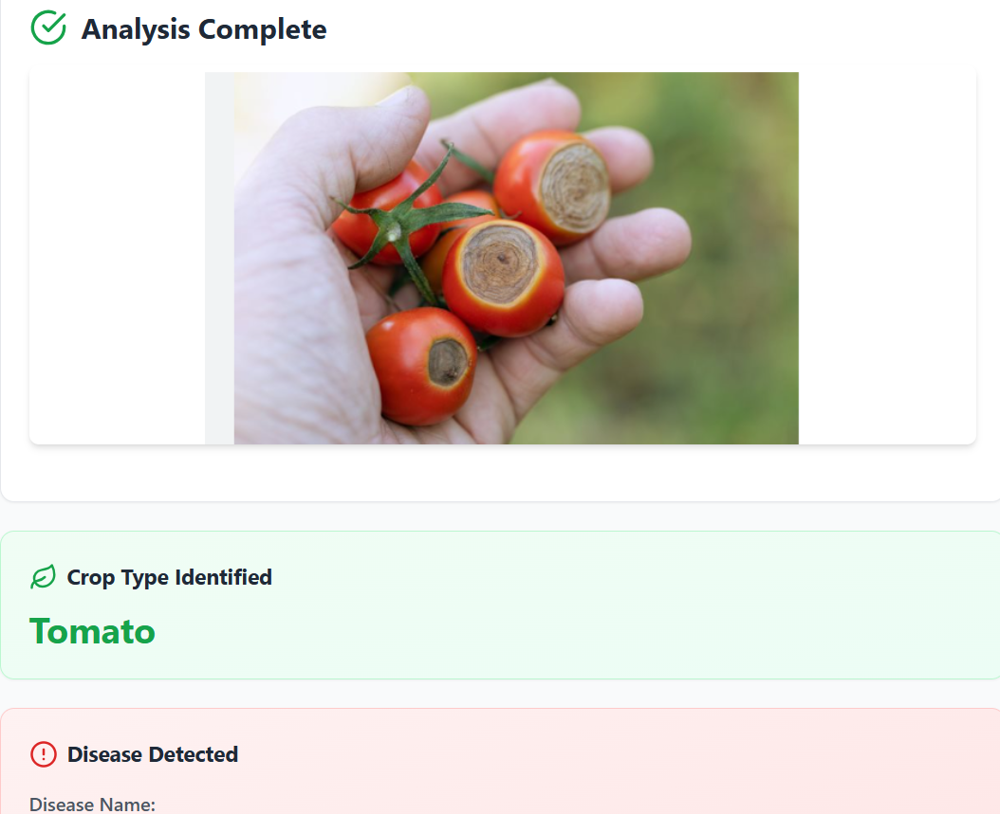 Analysis Complete
Crop Type Identified
Tomato
Disease Detected
Disease Name: